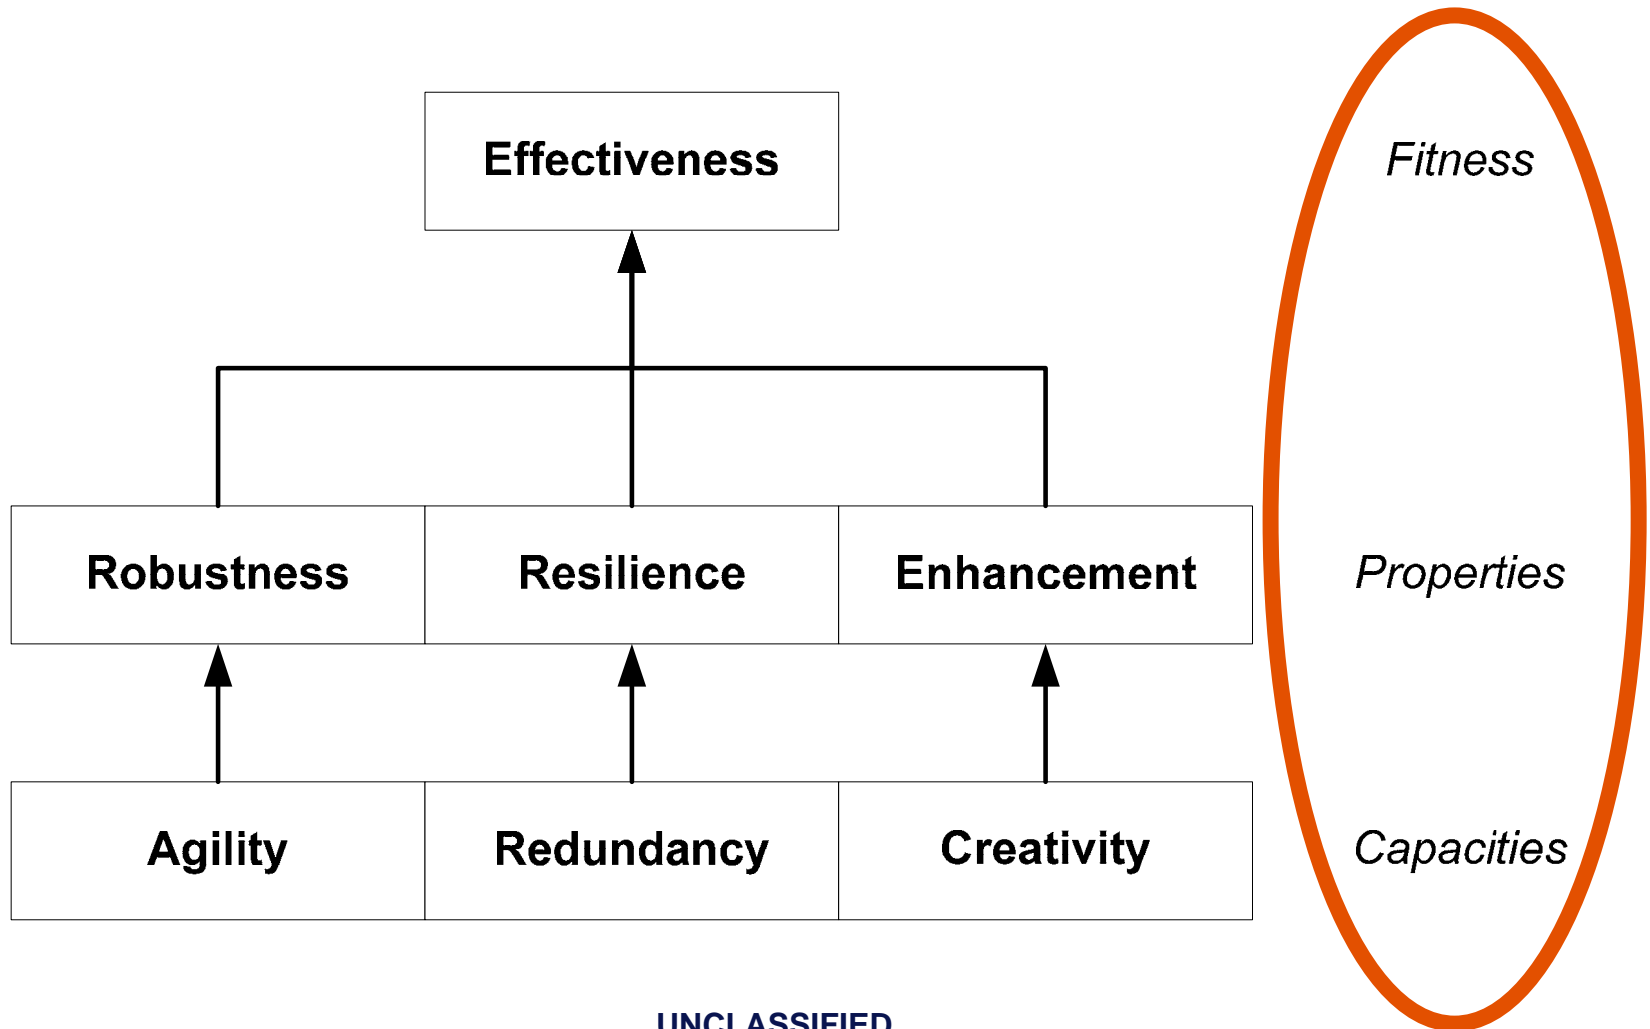 Effectiveness
Fitness
Robustness
Resilience
Enhancement
Properties
Agility
Redundancy
Creativity
Capacities
UNCLASSIFIED